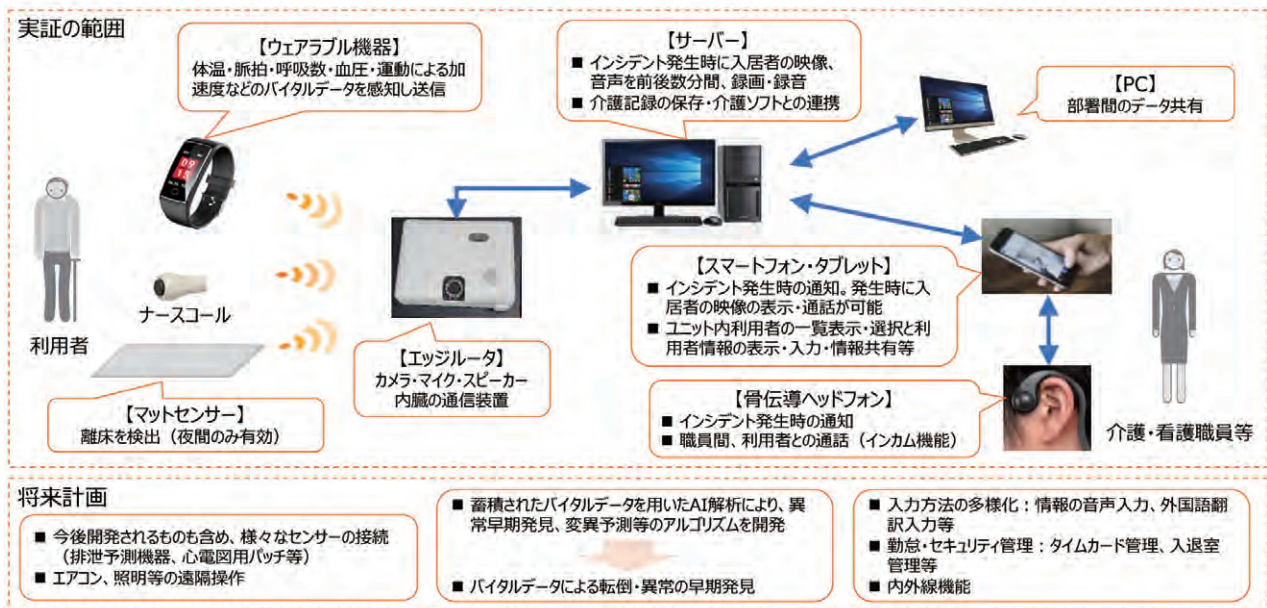 実証の範囲
【ウェアラブル機器】
体温・脈拍・呼吸数・血圧・運動による加
速度などのバイタルデータを感知し送信
【サーバー】
■ インシデント発生時に入居者の映像、
音声を前後数分間、録画・録音
■ 介護記録の保存・介護ソフトとの連携
【PC】
部署間のデータ共有
利用者
ナースコール
【マットセンサー】
離床を検出（夜間のみ有効）
【エッジルータ】
カメラ・マイク・スピーカー
内臓の通信装置
【スマートフォン・タブレット】
■ インシデント発生時の通知。発生時に入
居者の映像の表示・通話が可能
■ ユニット内利用者の一覧表示・選択と利
用者情報の表示・入力・情報共有等
【骨伝導ヘッドフォン】
■ インシデント発生時の通知
■ 職員間、利用者との通話（インカム機能）
介護・看護職員等
将来計画
■ 今後開発されるものも含め、様々なセンサーの接続
（排泄予測機器、心電図用パッチ等）
■ エアコン、照明等の遠隔操作
■ 蓄積されたバイタルデータを用いたAI解析により、異
常早期発見、変異予測等のアルゴリズムを開発
■ バイタルデータによる転倒・異常の早期発見
■ 入力方法の多様化：情報の音声入力、外国語翻
訳入力等
■ 勤怠・セキュリティ管理：タイムカード管理、入退室
管理等
■ 内外線機能